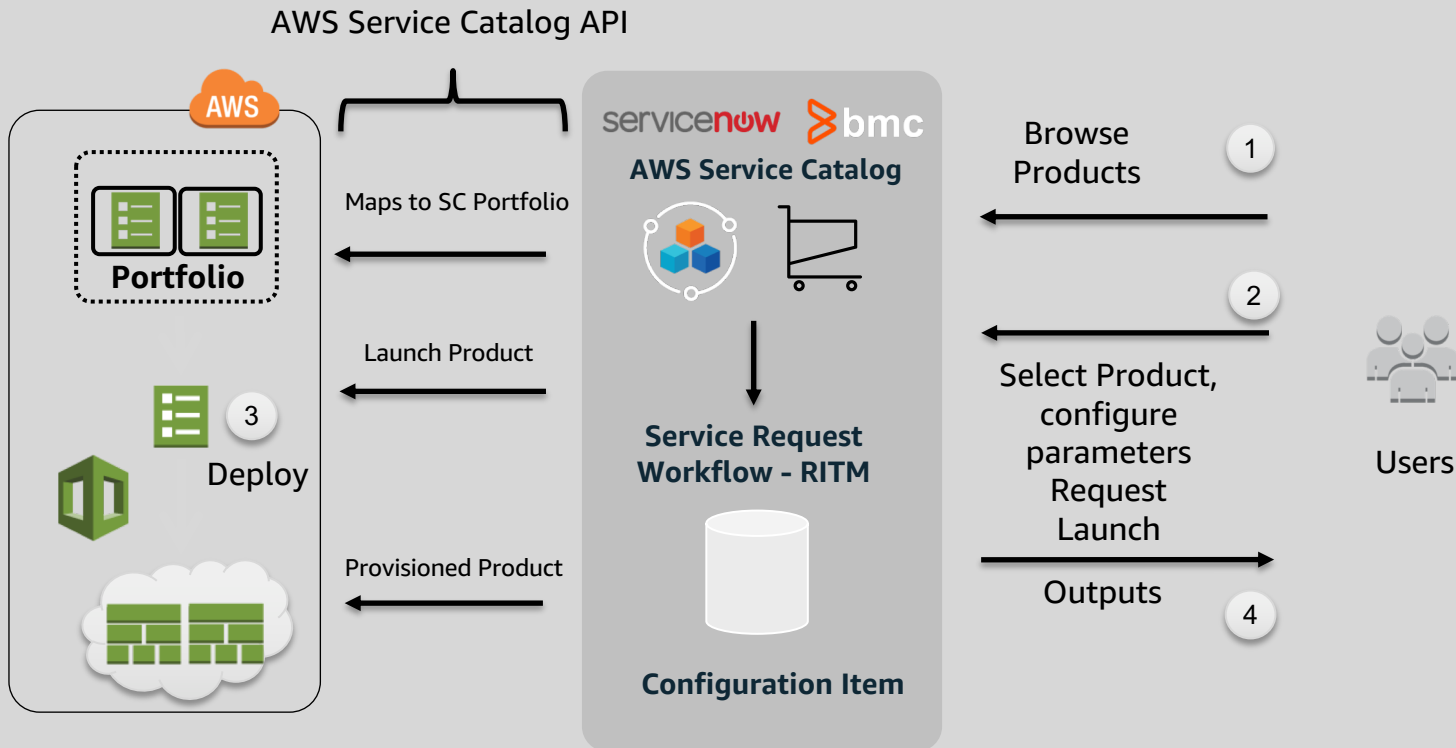 AWS Service Catalog API
AWS
Portfolio
3
Deploy
Maps to SC Portfolio
Launch Product
Provisioned Product
servicenow
bmc
AWS Service Catalog
Service Request
Workflow - RITM
Configuration Item
Browse
Products
1
2
Select Product,
configure
parameters
Request
Launch
Outputs
4
Users